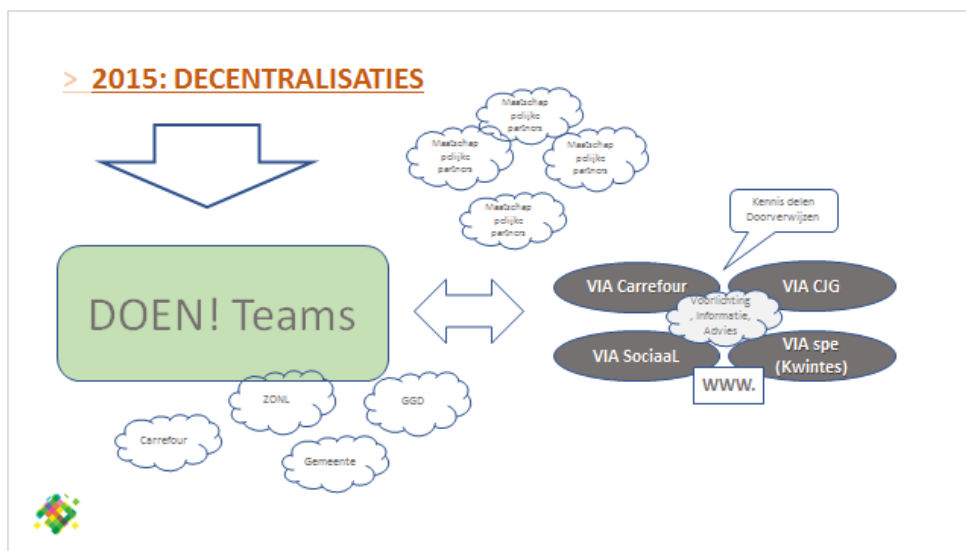 > 2015: DECENTRALISATIES
Maatschap
pelijke
partners
Maatschap
pelijke
partners
Maatschap
pelijke
partners
Maatschap
pelijke
partners
Kennis delen
Doorverwijzen
DOEN! Teams
VIA Carrefour
VIA CJG
Voorlichting
, Informatie,
Advies
VIA SociaaL
VIA spe
(Kwintes)
www.
ZONL
GGD
Carrefour
Gemeente